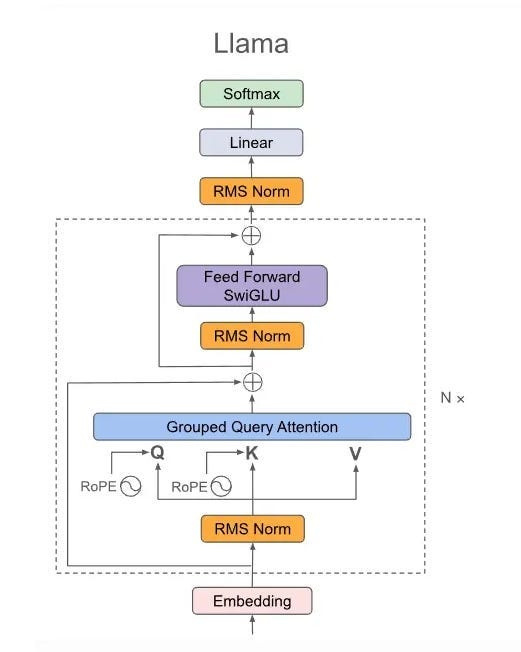 Llama
Softmax
Linear
RMS Norm
Feed Forward
SwiGLU
RMS Norm
N ×
Grouped Query Attention
Q K V
RoPE RoPE
RMS Norm
Embedding